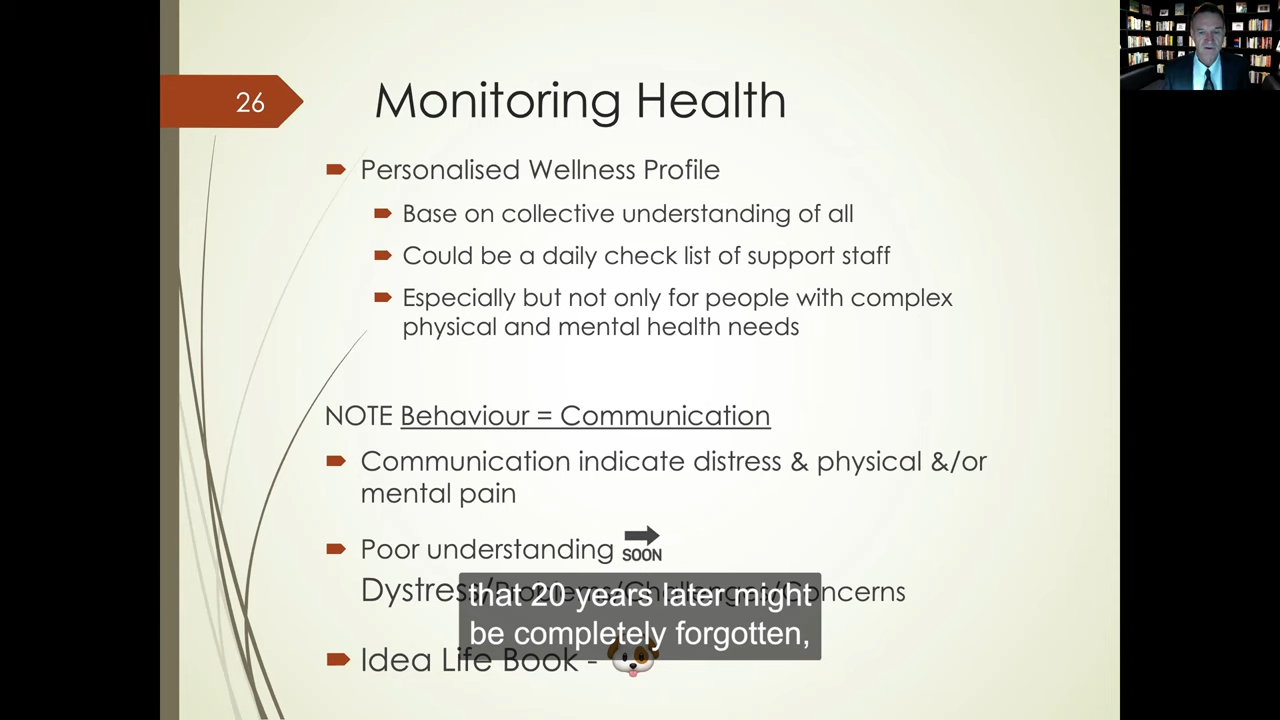 26
Monitoring Health
Personalised Wellness Profile
Base on collective understanding of all
Could be a daily check list of support staff
Especially but not only for people with complex
physical and mental health needs
NOTE Behaviour = Communication
Communication indicate distress & physical &/or
mental pain
Poor understanding SOON
Dystress/Problems/Challenges/Concerns
that 20 years later might
be completely forgotten,
Idea Life Book -